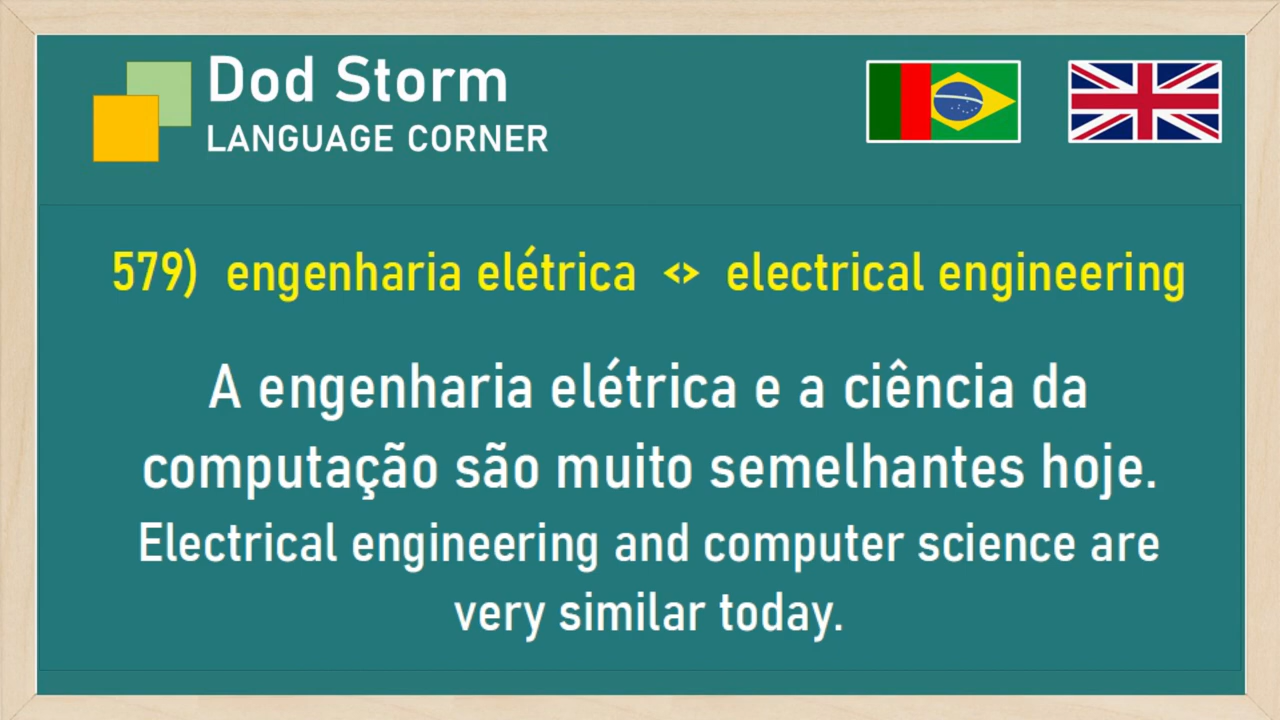 Dod Storm
LANGUAGE CORNER
579) engenharia elétrica <> electrical engineering
A engenharia elétrica e a ciência da
computação são muito semelhantes hoje.
Electrical engineering and computer science are
very similar today.